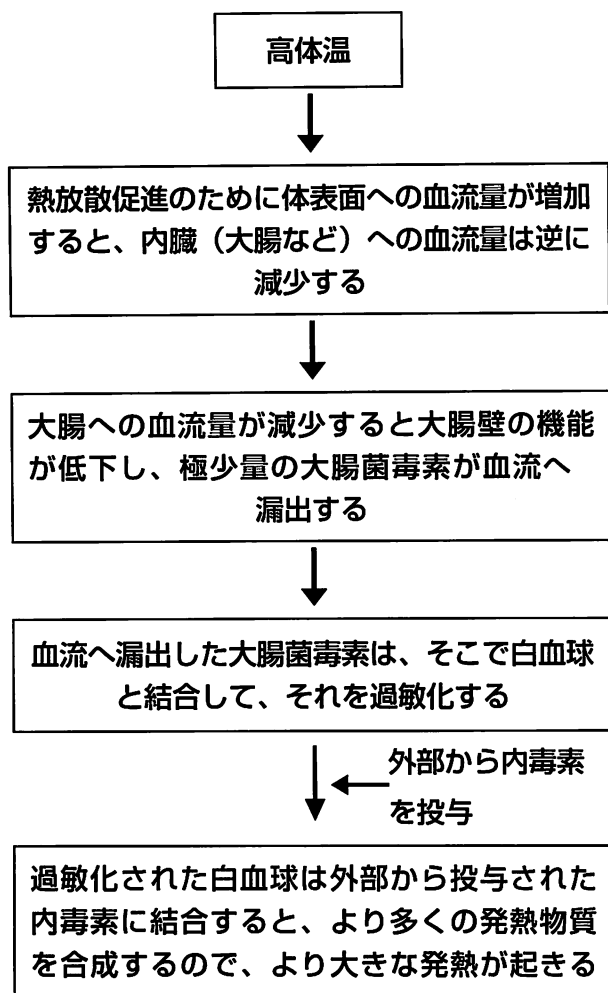 高体温
熱放散促進のために体表面への血流量が増加
すると、内臓（大腸など）への血流量は逆に
減少する
大腸への血流量が減少すると大腸壁の機能
が低下し、極少量の大腸菌毒素が血流へ
漏出する
血流へ漏出した大腸菌毒素は、そこで白血球
と結合して、それを過敏化する
外部から内毒素
を投与
過敏化された白血球は外部から投与された
内毒素に結合すると、より多くの発熱物質
を合成するので、より大きな発熱が起きる